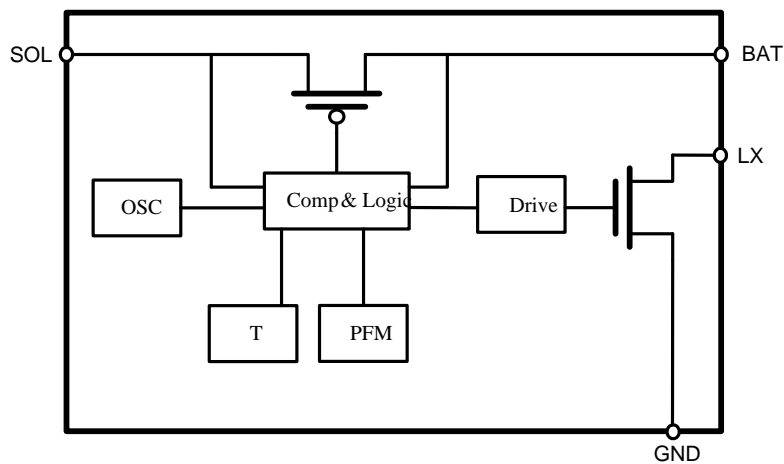 SOL
BAT
LX
OSC
Comp & Logic
Drive
T
PFM
GND